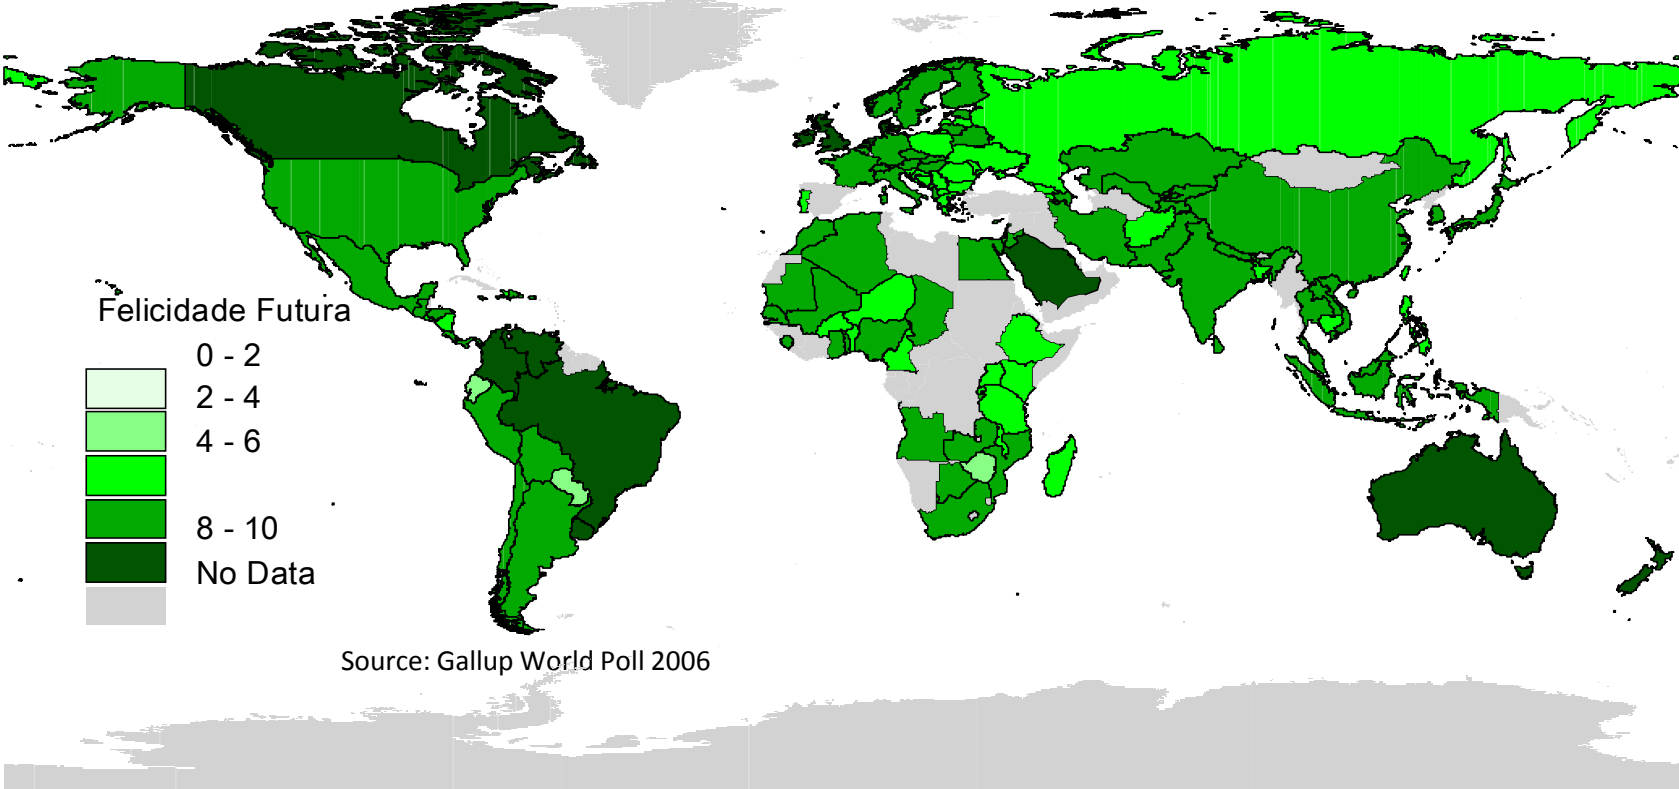 Felicidade Futura
0 - 2
2 - 4
4 - 6
8 - 10
No Data
Source: Gallup World Poll 2006